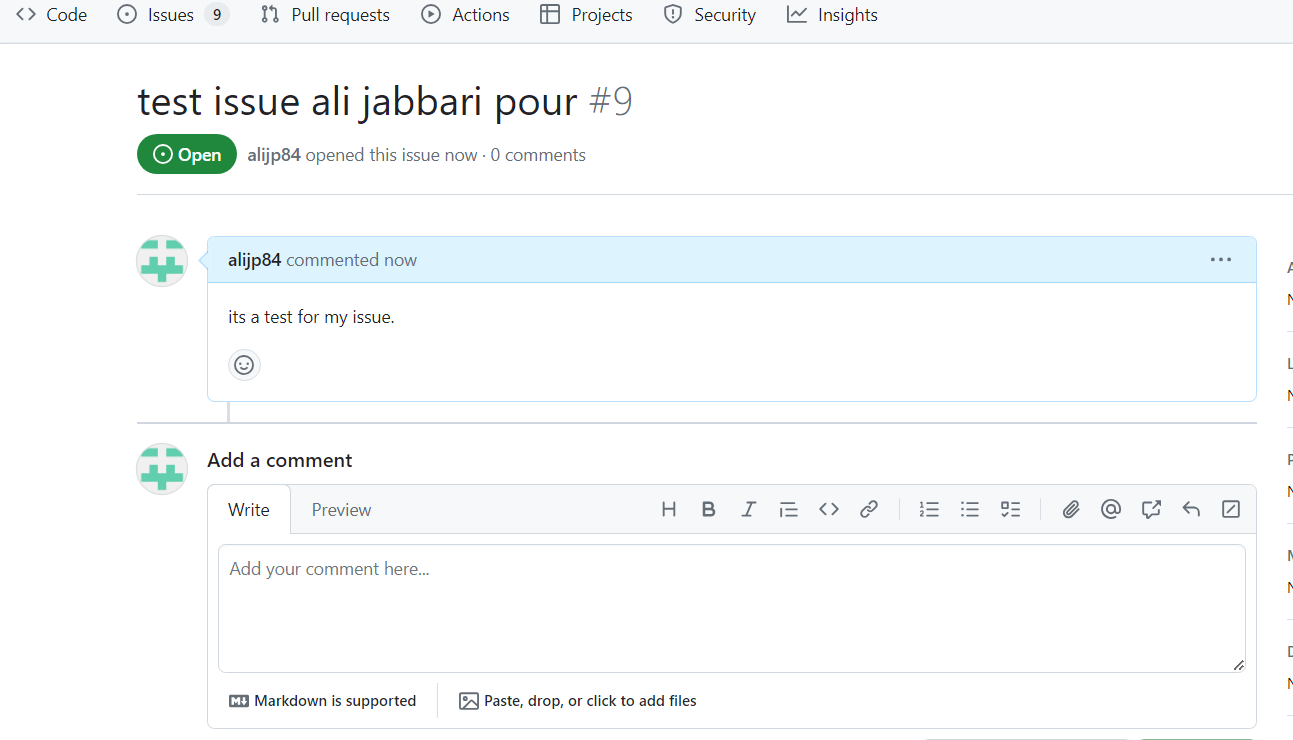 Code Issues 9 Pull requests Actions Projects Security Insights
test issue ali jabbari pour #9
Open alijp84 opened this issue now · 0 comments
alijp84 commented now
its a test for my issue.
Add a comment
Write Preview
Add your comment here...
Markdown is supported Paste, drop, or click to add files